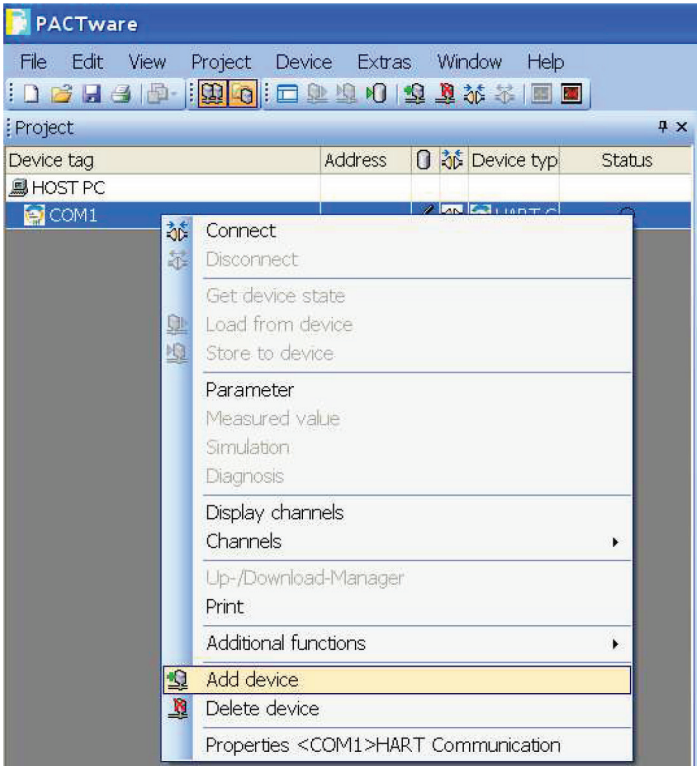 PACTware
File Edit View Project Device Extras Window Help
Project
Device tag Address Device typ Status
HOST PC
COM1
Connect
Disconnect
Get device state
Load from device
Store to device
Parameter
Measured value
Simulation
Diagnosis
Display channels
Channels
Up-/Download-Manager
Print
Additional functions
Add device
Delete device
Properties <COM1>HART Communication